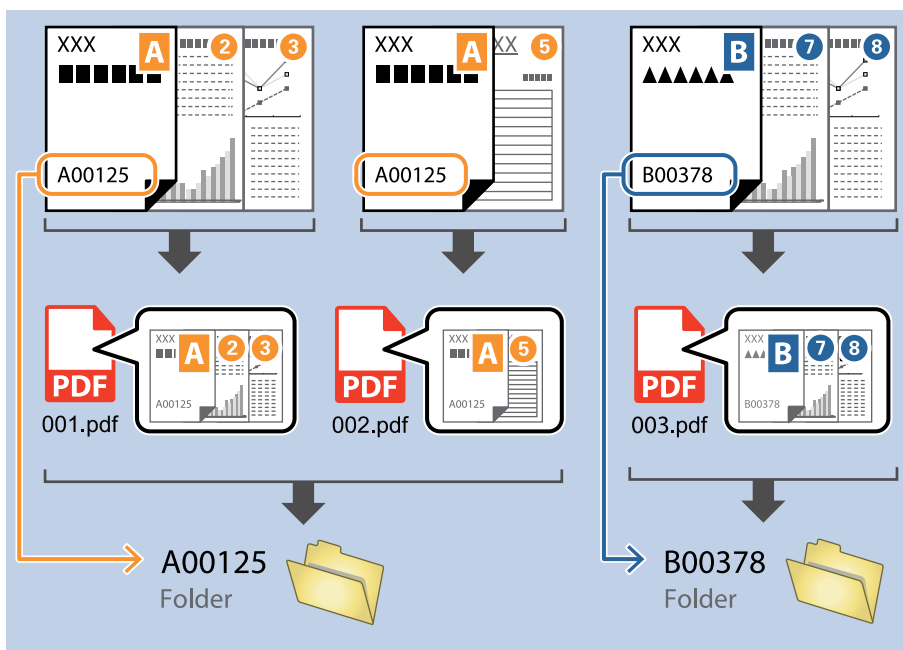 XXX A 2 3
A00125
XXX A XX 5
A00125
XXX B 7 8
B00378
PDF
001.pdf
XXX A 2 3
A00125
PDF
002.pdf
XXX A 5
A00125
PDF
003.pdf
XXX B 7 8
B00378
A00125
Folder
B00378
Folder